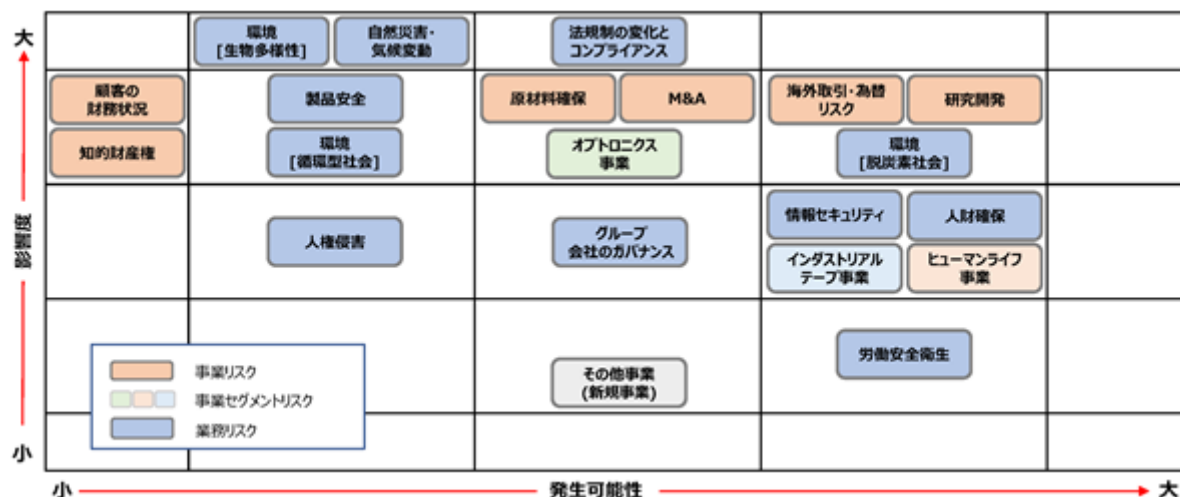 大
環境
[生物多様性]
自然災害・
気候変動
法規制の変化と
コンプライアンス
顧客の
財務状況
製品安全
原材料確保
M&A
海外取引・為替
リスク
研究開発
知的財産権
環境
[循環型社会]
オプトロニクス
事業
環境
[脱炭素社会]
影響度
人権侵害
グループ
会社のガバナンス
情報セキュリティ
人財確保
インダストリアル
テープ事業
ヒューマンライフ
事業
労働安全衛生
その他事業
(新規事業)
事業リスク
事業セグメントリスク
業務リスク
小
小
発生可能性
大